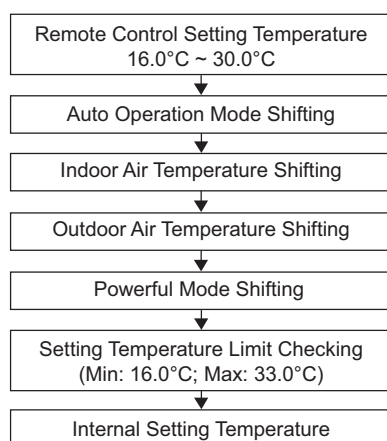 Remote Control Setting Temperature
16.0°C ~ 30.0°C
Auto Operation Mode Shifting
Indoor Air Temperature Shifting
Outdoor Air Temperature Shifting
Powerful Mode Shifting
Setting Temperature Limit Checking
(Min: 16.0°C; Max: 33.0°C)
Internal Setting Temperature